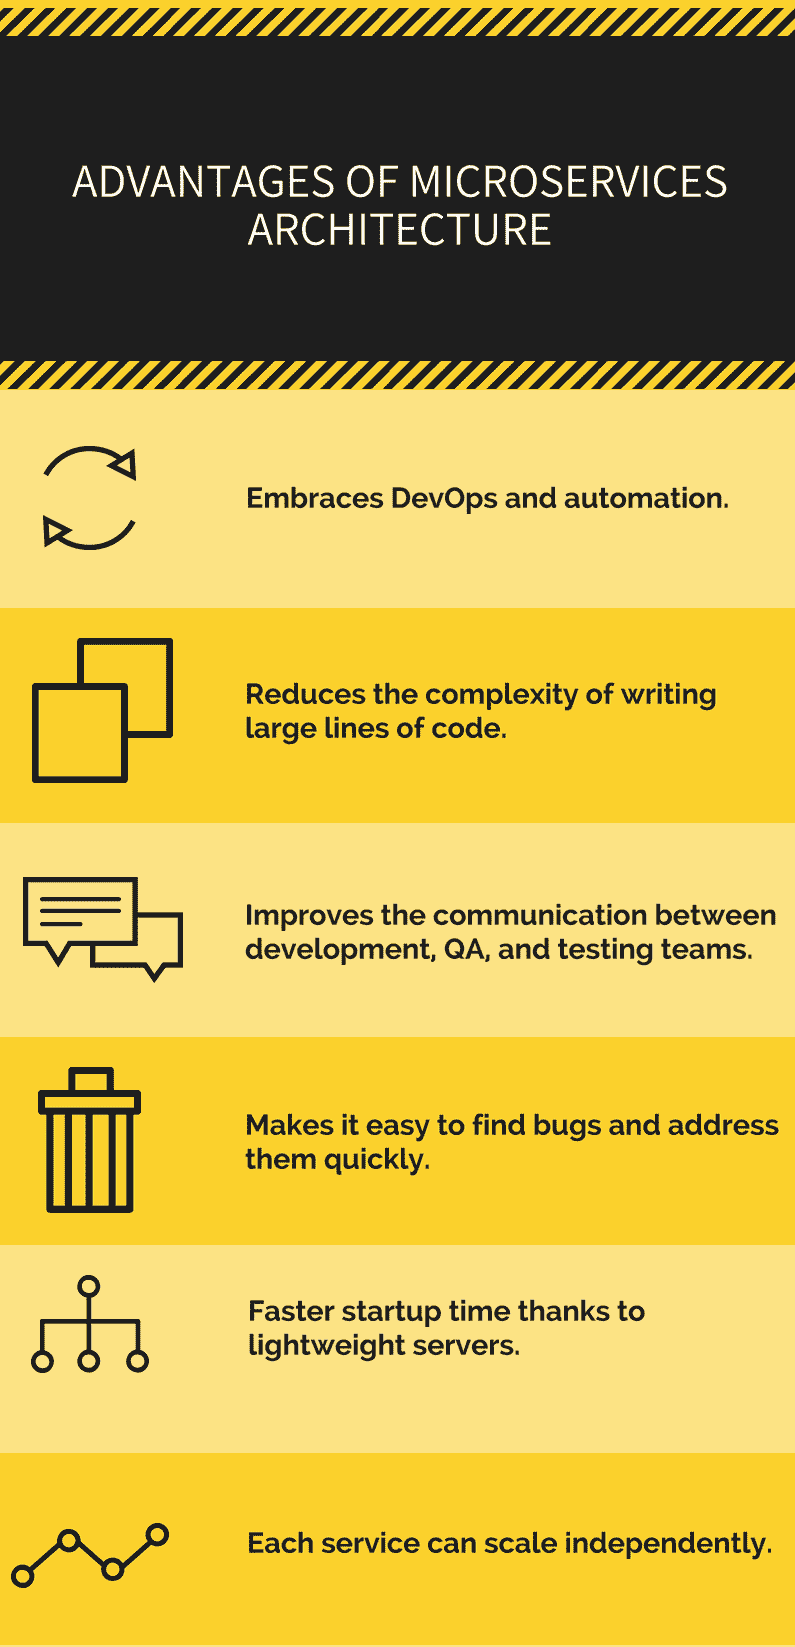 ADVANTAGES OF MICROSERVICES
ARCHITECTURE
Embraces DevOps and automation.
Reduces the complexity of writing
large lines of code.
Improves the communication between
development, QA, and testing teams.
Makes it easy to find bugs and address
them quickly.
Faster startup time thanks to
lightweight servers.
Each service can scale independently.